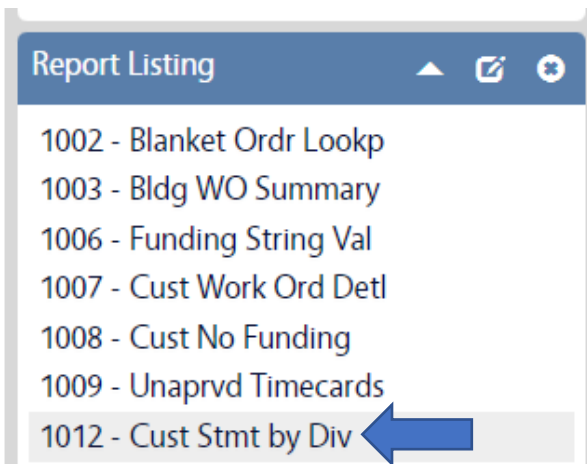 Report Listing
1002 - Blanket Ordr Lookp
1003 - Bldg WO Summary
1006 - Funding String Val
1007 - Cust Work Ord Detl
1008 - Cust No Funding
1009 - Unaprvd Timecards
1012 - Cust Stmt by Div